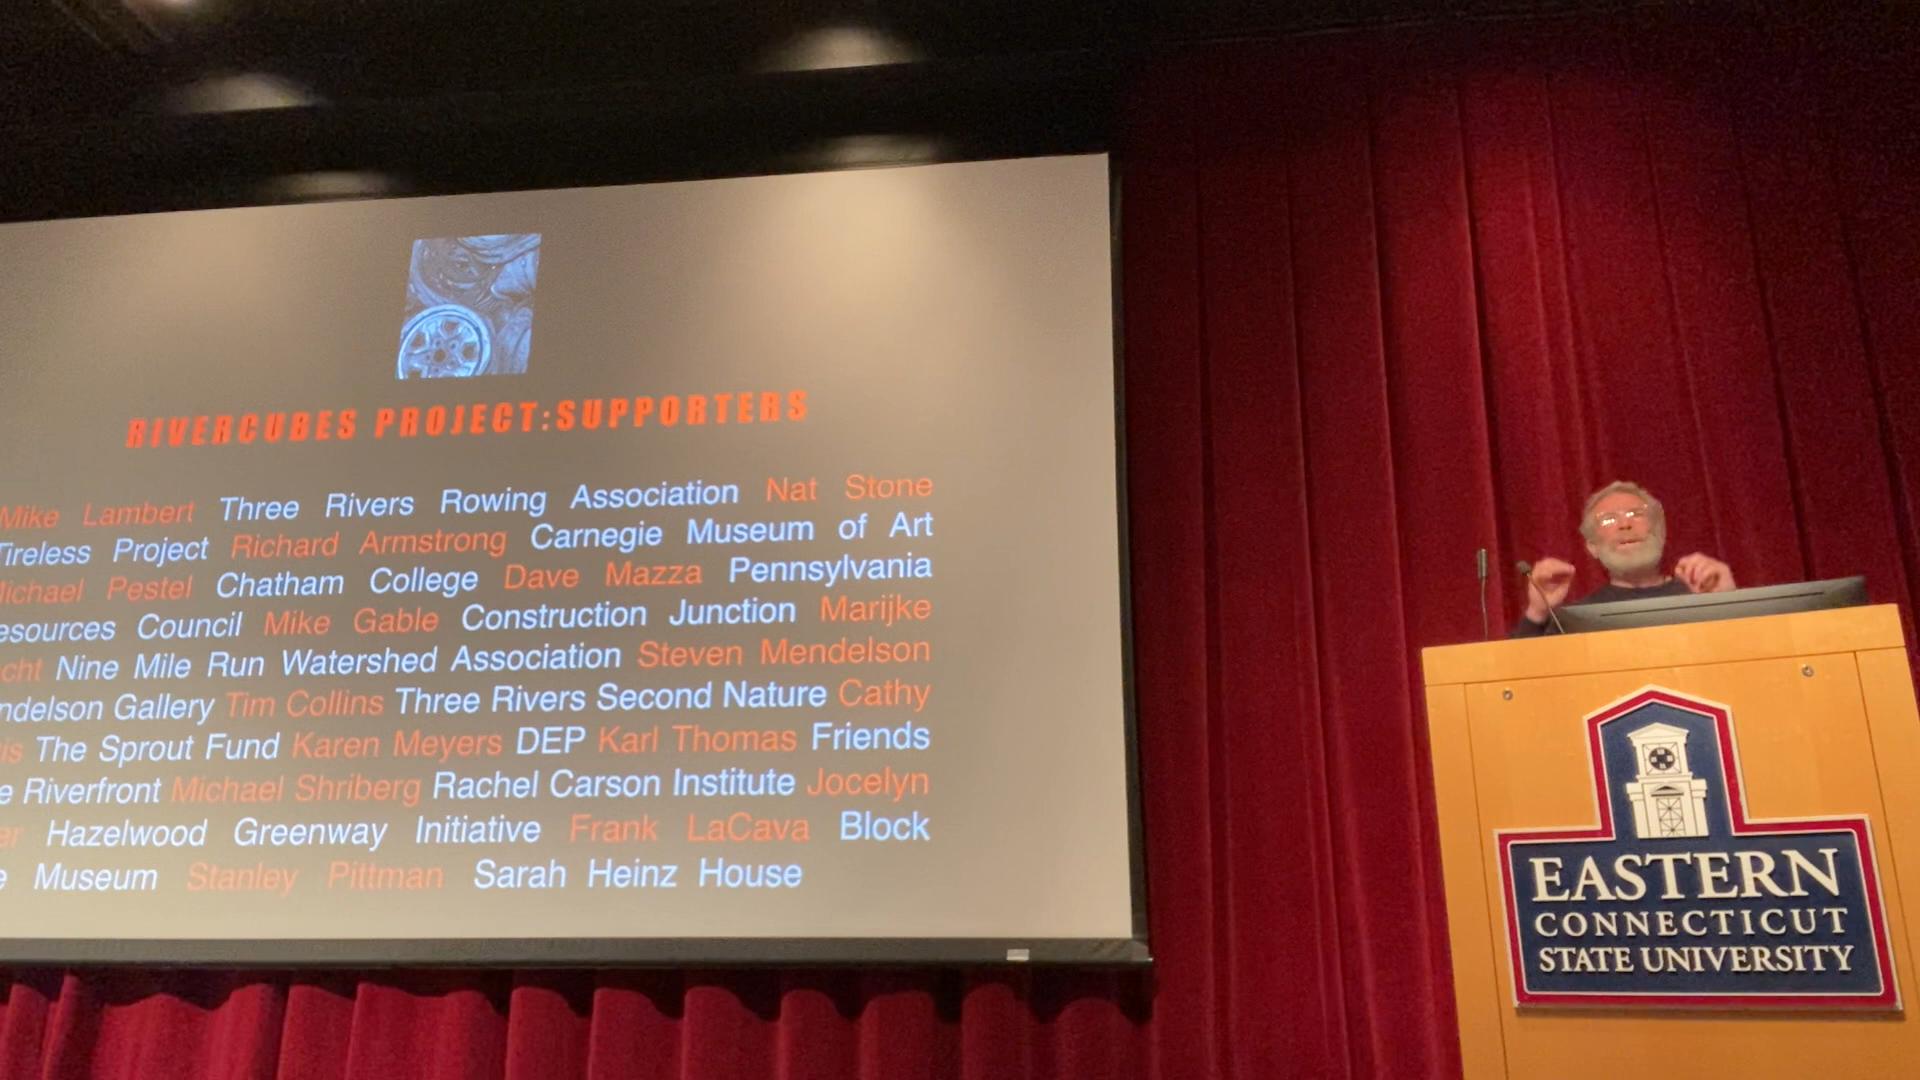 RIVERCUBES PROJECT:SUPPORTERS
Mike Lambert Three Rivers Rowing Association Nat Stone
Tireless Project Richard Armstrong Carnegie Museum of Art
Michael Pestel Chatham College Dave Mazza Pennsylvania
Council Mike Gable Construction Junction Marijke
Nine Mile Run Watershed Association Steven Mendelson
Gallery Tim Collins Three Rivers Second Nature Cathy
The Sprout Fund Karen Meyers DEP Karl Thomas Friends
Riverfront Michael Shriberg Rachel Carson Institute Jocelyn
Hazelwood Greenway Initiative Frank LaCava Block
Museum Stanley Pittman Sarah Heinz House
EASTERN
CONNECTICUT
STATE UNIVERSITY